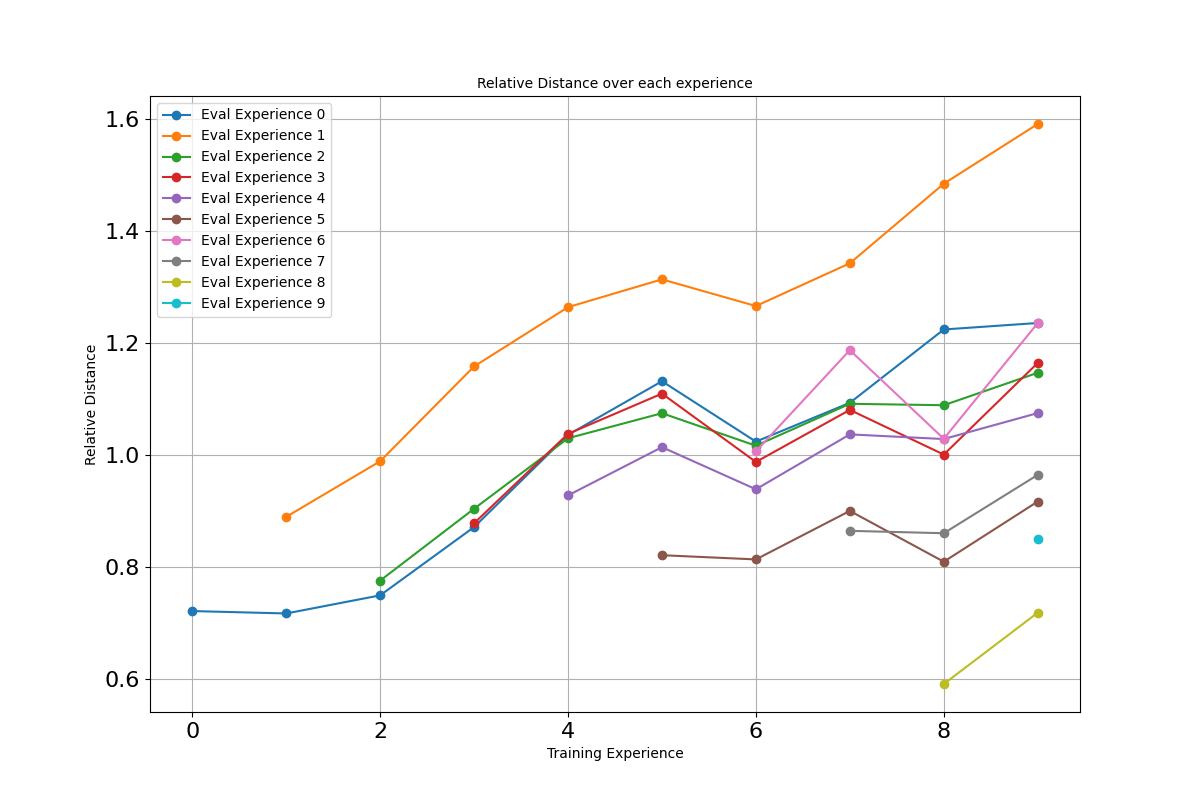 Relative Distance over each experience
1.6
1.4
1.2
1.0
0.8
0.6
Relative Distance
Eval Experience 0
Eval Experience 1
Eval Experience 2
Eval Experience 3
Eval Experience 4
Eval Experience 5
Eval Experience 6
Eval Experience 7
Eval Experience 8
Eval Experience 9
0 2 4 6 8
Training Experience